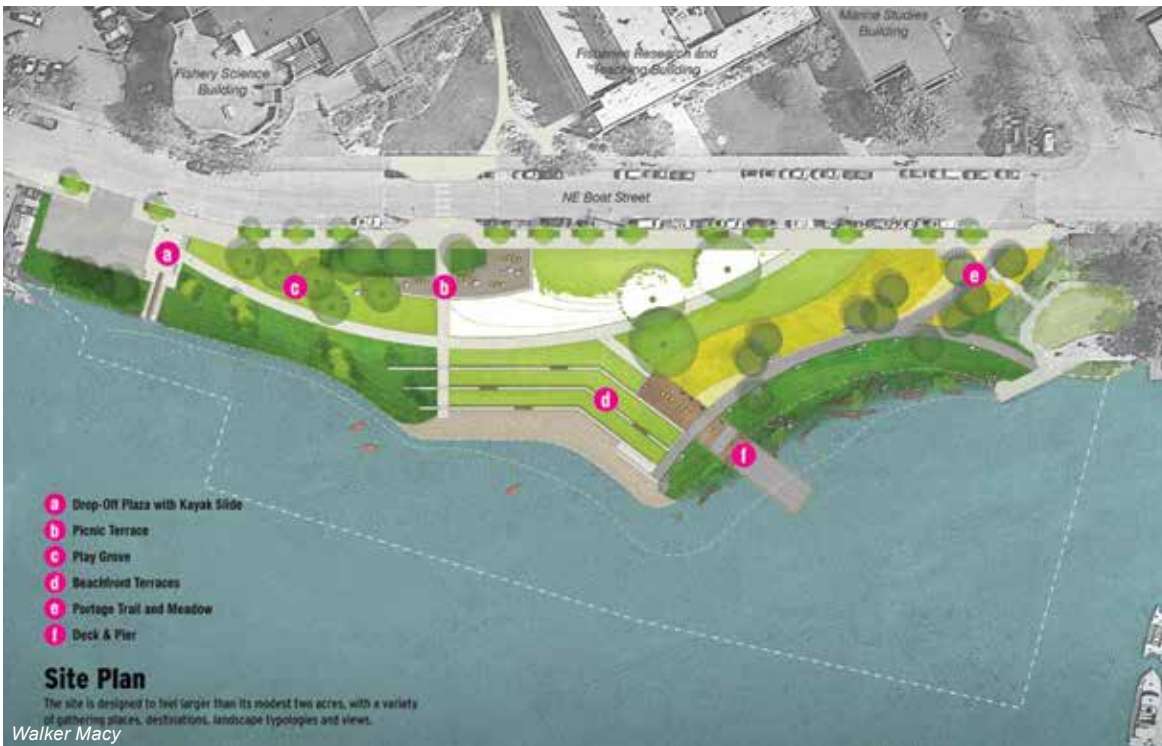 Marine Studies
Building
Fisheries Research and
Teaching Building
Fishery Science
Building
NE Boat Street
a
e
c
b
d
f
a Drop-Off Plaza with Kayak Slide
b Picnic Terrace
c Play Grove
d Beachfront Terraces
e Portage Trail and Meadow
f Deck & Pier
Site Plan
The site is designed to feel larger than its modest two acres, with a variety
of gathering places, destinations, landscape typologies and views.
Walker Macy